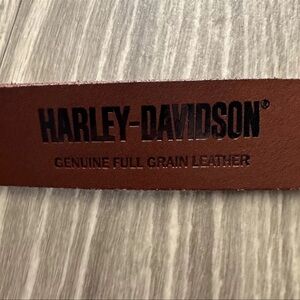 HARLEY-DAVIDSON®
GENUINE FULL GRAIN LEATHER